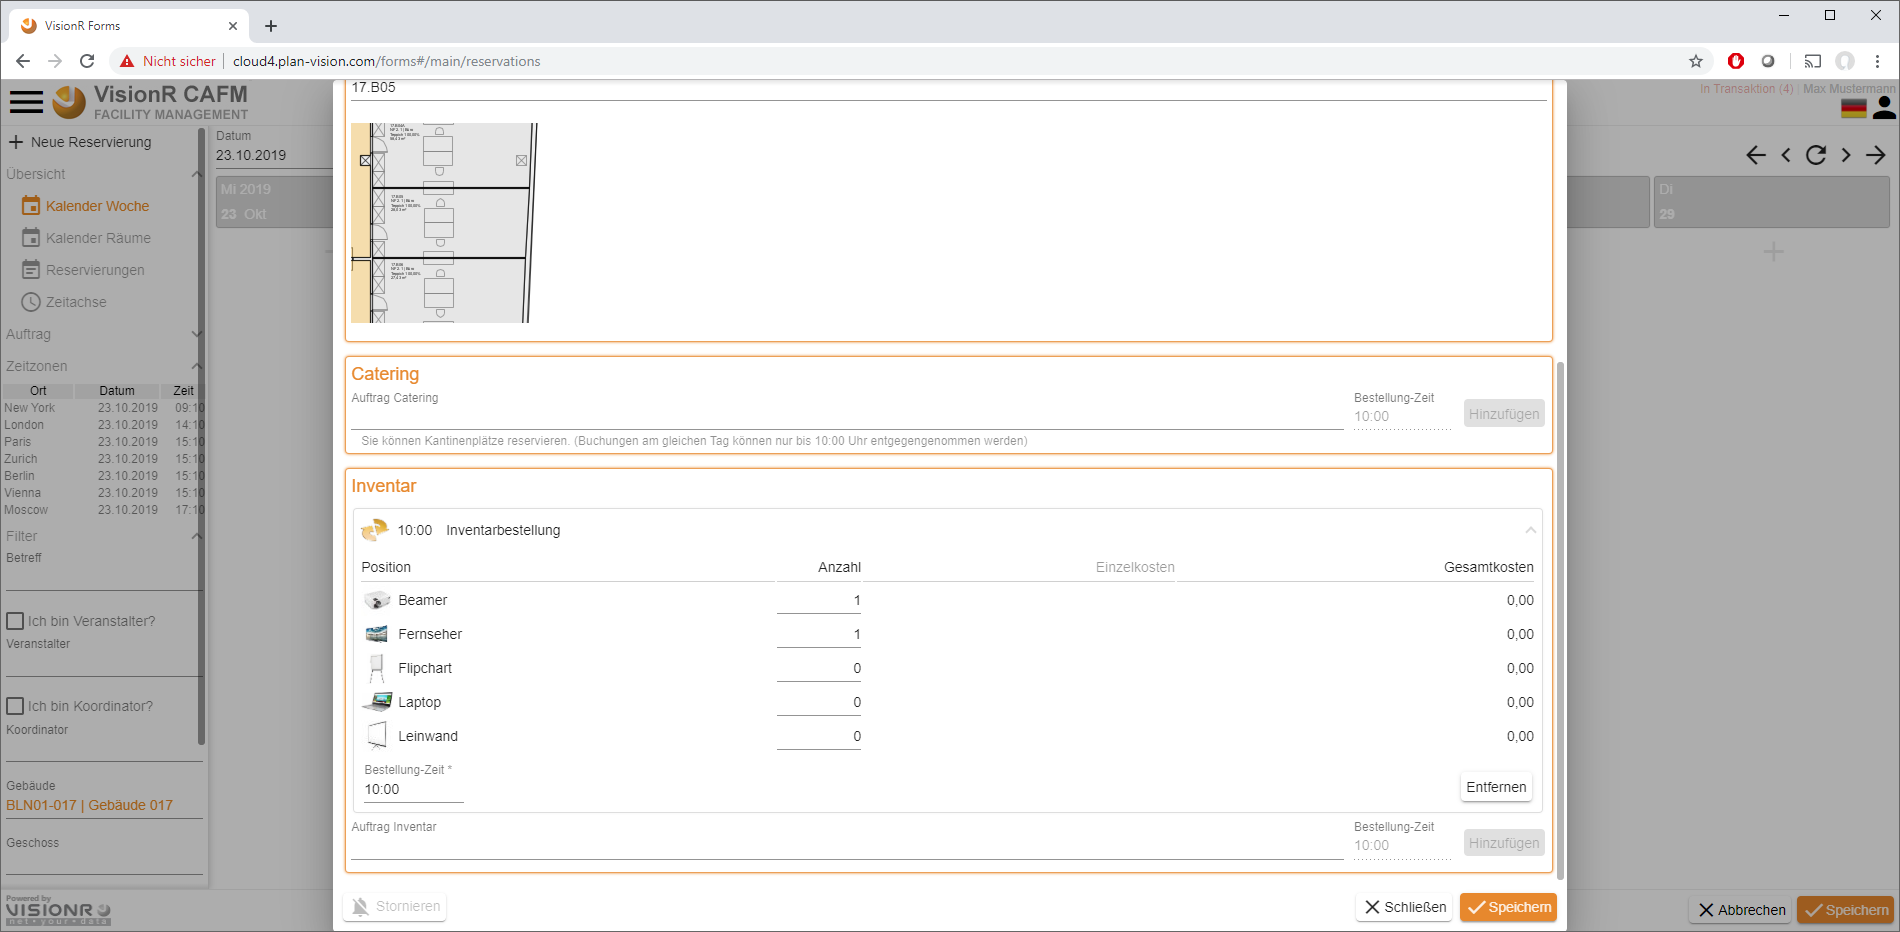 VisionR Forms
Nicht sicher
cloud4.plan-vision.com/forms#/main/reservations
VisionR CAFM
FACILITY MANAGEMENT
In Transaktion (4) | Max Mustermann
Neue Reservierung
Übersicht
Kalender Woche
Kalender Räume
Reservierungen
Zeitachse
Auftrag
Zeitzonen
Ort Datum Zeit
New York 23.10.2019 09:10
London 23.10.2019 14:10
Paris 23.10.2019 15:10
Zurich 23.10.2019 15:10
Berlin 23.10.2019 15:10
Vienna 23.10.2019 15:10
Moscow 23.10.2019 17:10
Filter
Betreff
Ich bin Veranstalter?
Veranstalter
Ich bin Koordinator?
Koordinator
Gebäude
BLN01-017 | Gebäude 017
Geschoss
Powered by
VISIONR
net·your·data
Datum
23.10.2019
Mi 2019
23 Okt
Di
29
17.B05
Catering
Auftrag Catering
Bestellung-Zeit
10:00
Hinzufügen
Sie können Kantinenplätze reservieren. (Buchungen am gleichen Tag können nur bis 10:00 Uhr entgegengenommen werden)
Inventar
10:00 Inventarbestellung
Position Anzahl Einzelkosten Gesamtkosten
Beamer 1 0,00
Fernseher 1 0,00
Flipchart 0 0,00
Laptop 0 0,00
Leinwand 0 0,00
Bestellung-Zeit *
10:00
Entfernen
Auftrag Inventar
Bestellung-Zeit
10:00
Hinzufügen
Stornieren
Schließen
Speichern
Abbrechen
Speichern